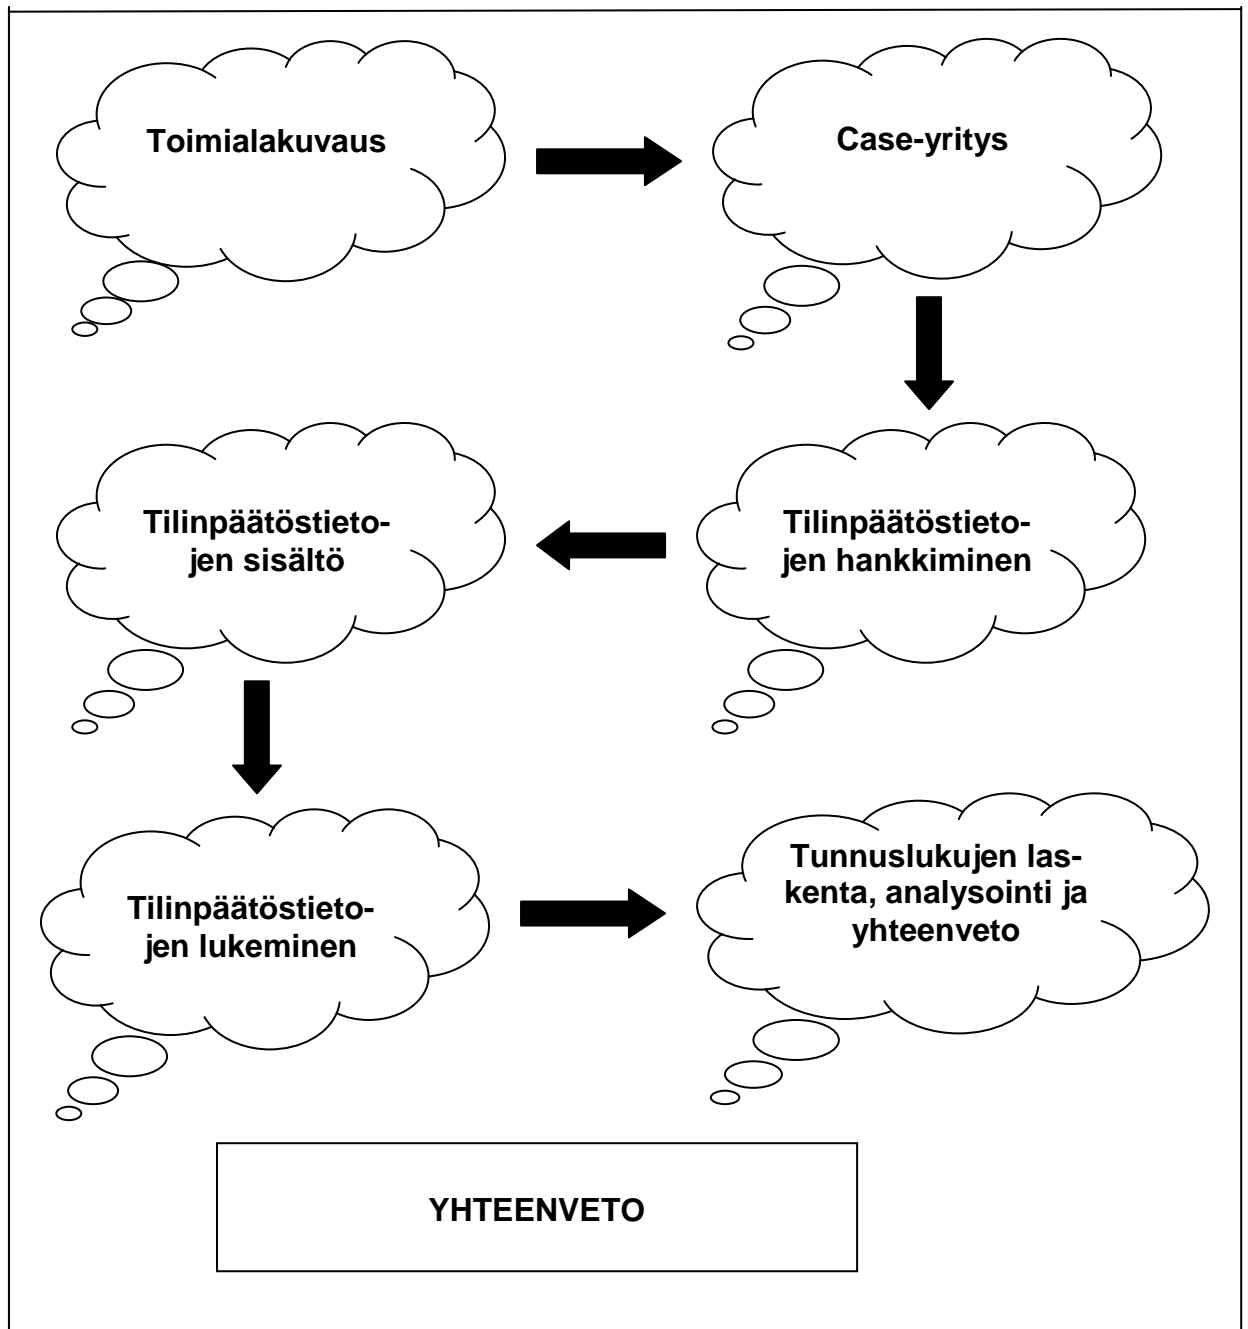 Toimialakuvaus
Case-yritys
Tilinpäätöstieto-
jen hankkiminen
Tilinpäätöstieto-
jen sisältö
Tilinpäätöstieto-
jen lukeminen
Tunnuslukujen las-
kenta, analysointi ja
yhteenveto
YHTEENVETO